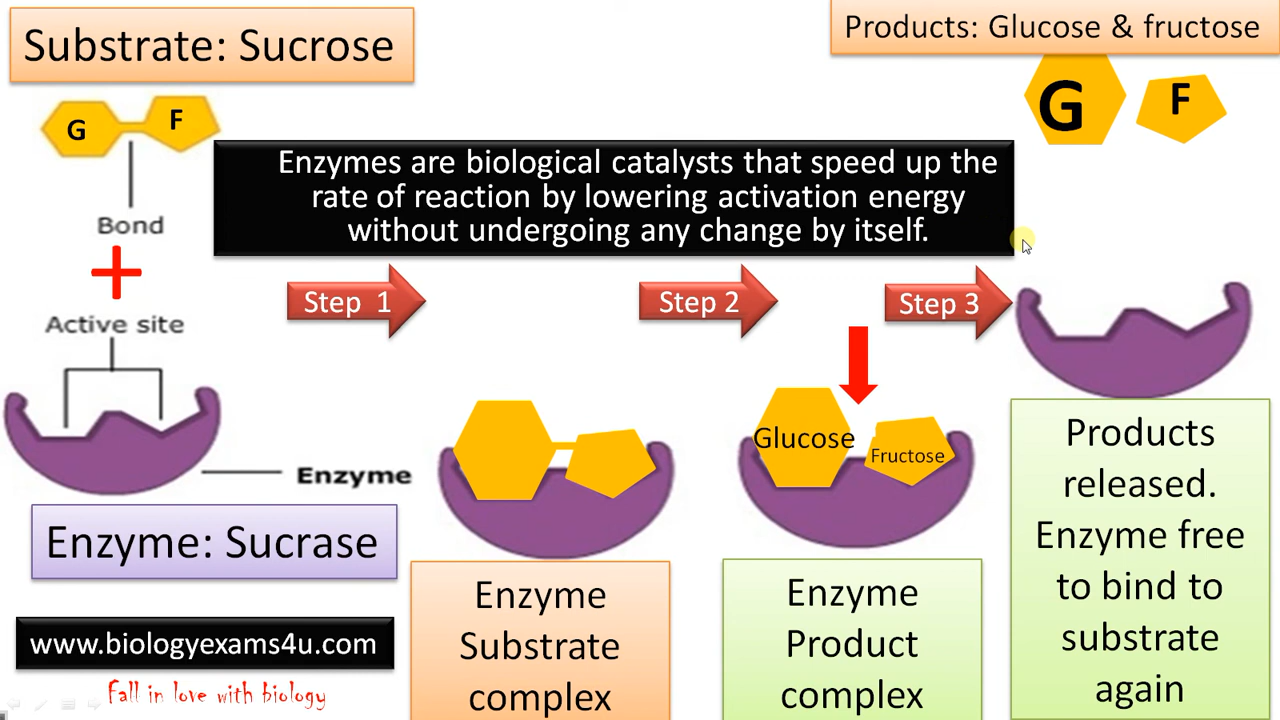 Substrate: Sucrose
Products: Glucose & fructose
G
F
G
F
Bond
Enzymes are biological catalysts that speed up the
rate of reaction by lowering activation energy
without undergoing any change by itself.
+
Step 1
Step 2
Step 3
Active site
Enzyme
Glucose
Fructose
Enzyme: Sucrase
Enzyme
Substrate
complex
Enzyme
Product
complex
Products
released.
Enzyme free
to bind to
substrate
again
www.biologyexams4u.com
Fall in love with biology